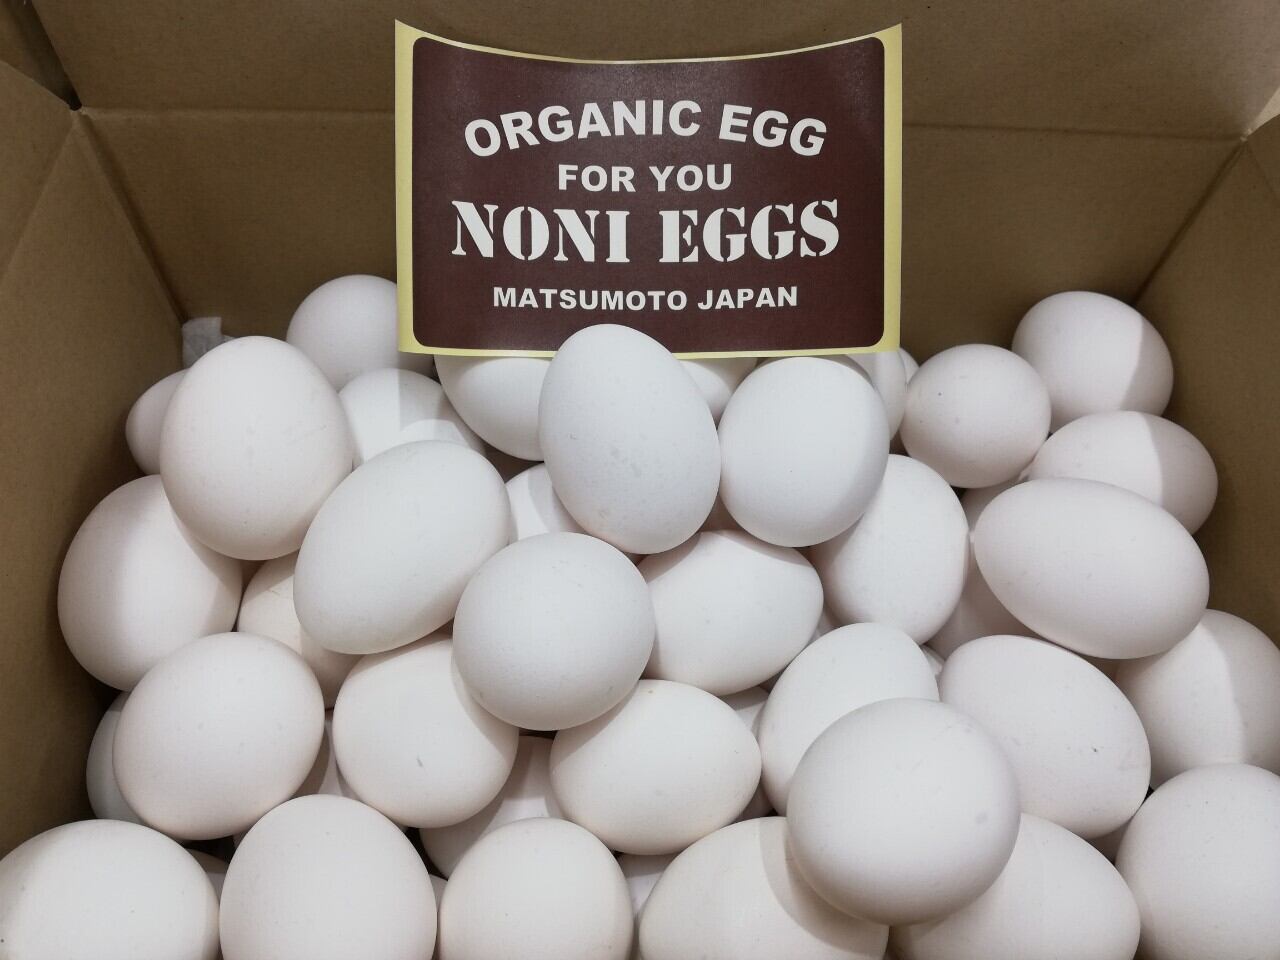 ORGANIC EGG
FOR YOU
NONI EGGS
MATSUMOTO JAPAN